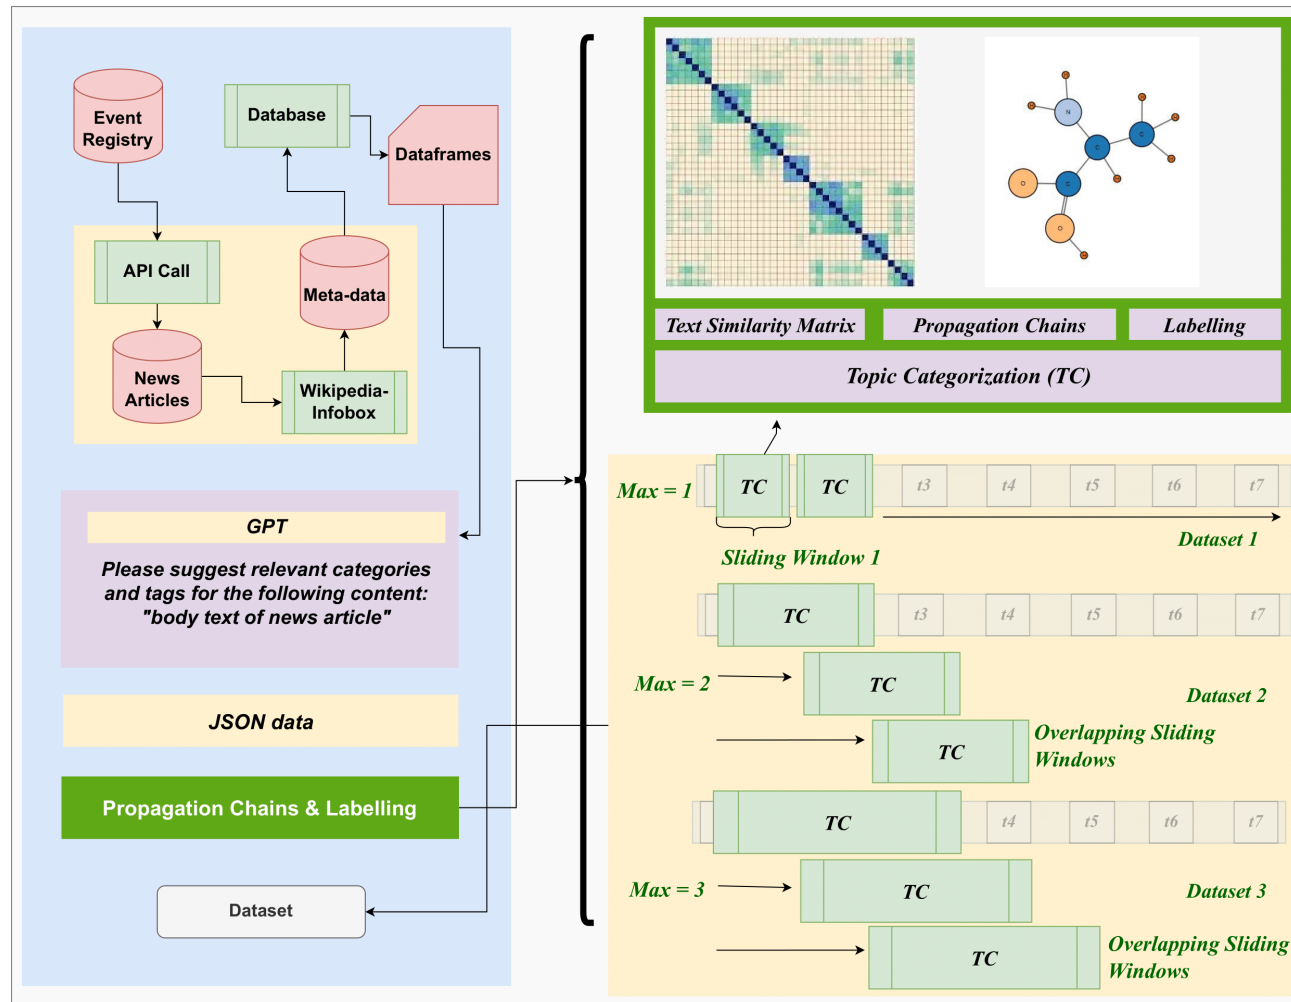 Event
Registry
Database
Dataframes
API Call
Meta-data
News
Articles
Wikipedia-
Infobox
GPT
Please suggest relevant categories
and tags for the following content:
"body text of news article"
JSON data
Propagation Chains & Labelling
Dataset
N
C
C
C
O
O
Text Similarity Matrix
Propagation Chains
Labelling
Topic Categorization (TC)
Max = 1
TC
TC
t3
t4
t5
t6
t7
Sliding Window 1
Dataset 1
TC
t3
t4
t5
t6
t7
Max = 2
TC
Dataset 2
TC
Overlapping Sliding
Windows
TC
t4
t5
t6
t7
Max = 3
TC
Dataset 3
TC
Overlapping Sliding
Windows